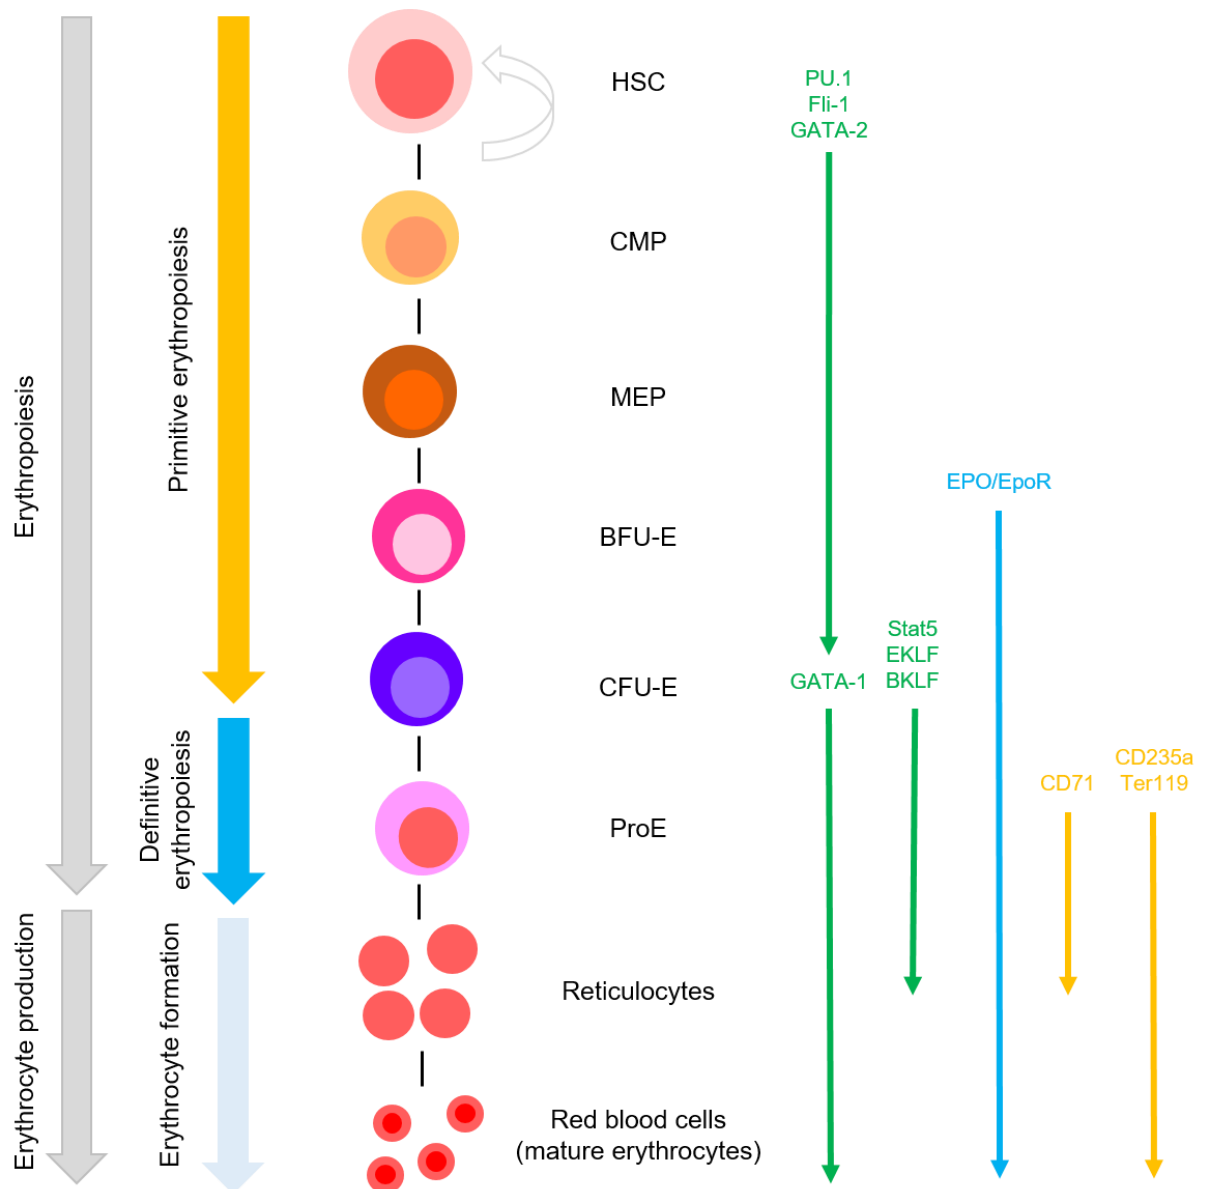 Erythropoiesis
Erythrocyte production
Primitive erythropoiesis
Definitive
erythropoiesis
Erythrocyte formation
HSC
CMP
MEP
BFU-E
CFU-E
ProE
Reticulocytes
Red blood cells
(mature erythrocytes)
PU.1
Fli-1
GATA-2
GATA-1
Stat5
EKLF
BKLF
EPO/EpoR
CD71
CD235a
Ter119